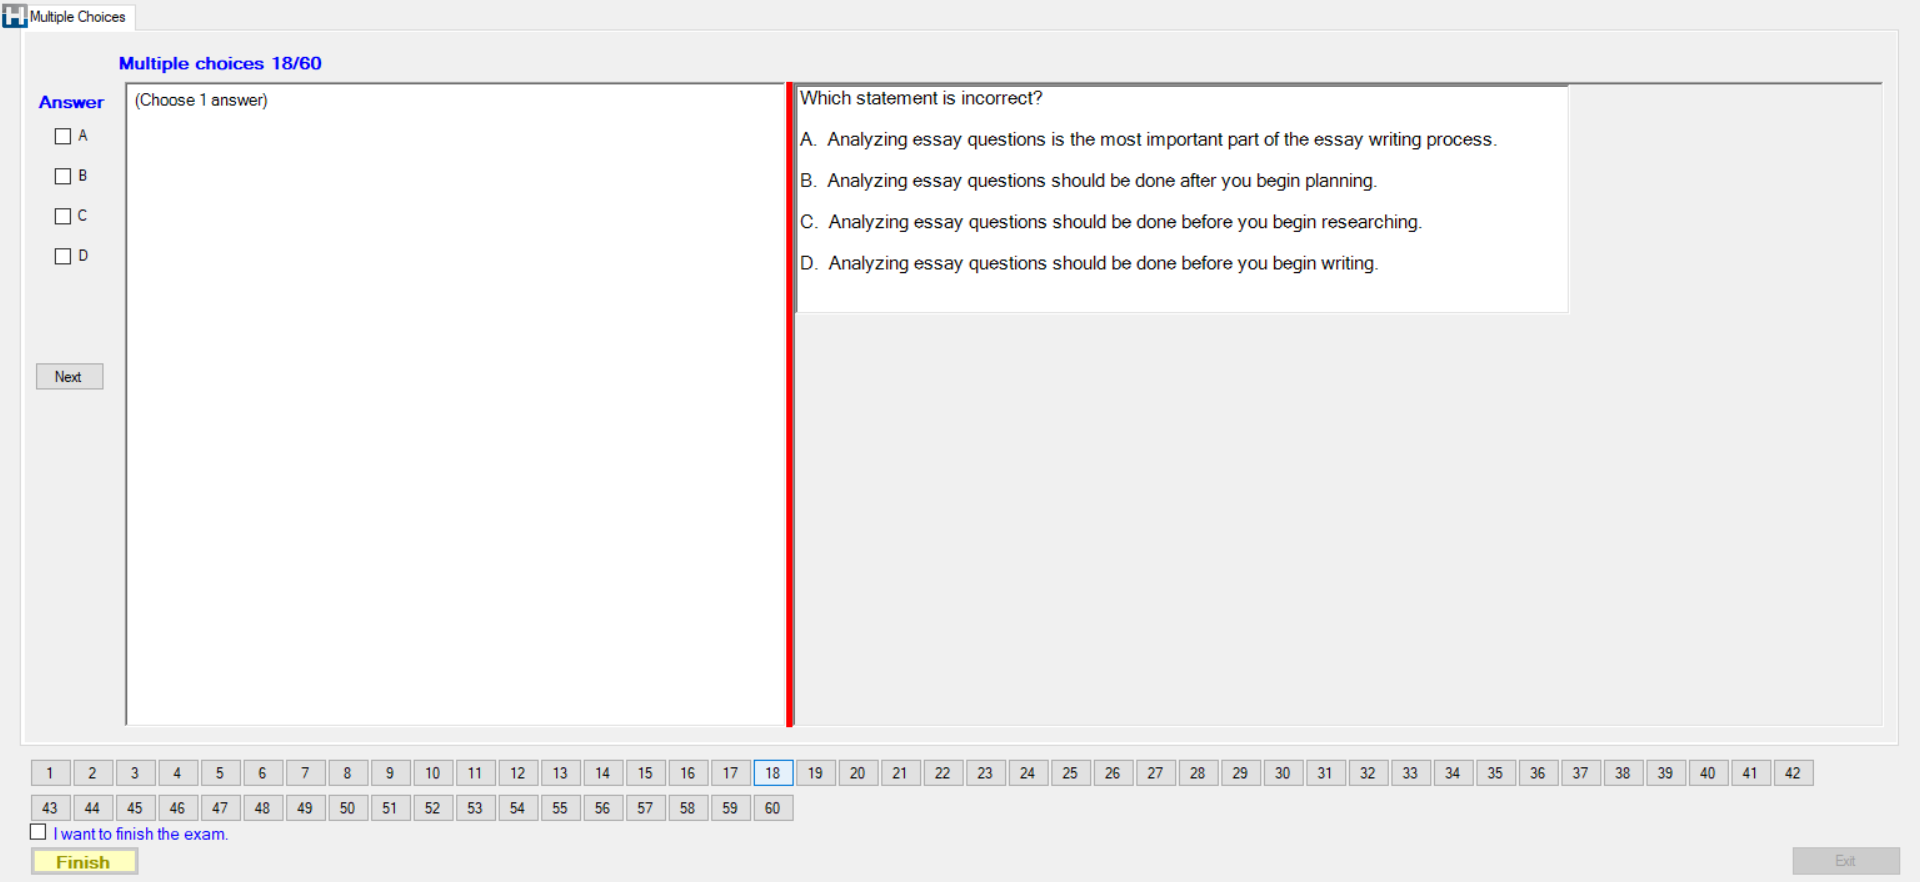 Multiple Choices
Multiple choices 18/60
Answer
A
B
C
D
Next
(Choose 1 answer)
Which statement is incorrect?
A. Analyzing essay questions is the most important part of the essay writing process.
B. Analyzing essay questions should be done after you begin planning.
C. Analyzing essay questions should be done before you begin researching.
D. Analyzing essay questions should be done before you begin writing.
1 2 3 4 5 6 7 8 9 10 11 12 13 14 15 16 17 18 19 20 21 22 23 24 25 26 27 28 29 30 31 32 33 34 35 36 37 38 39 40 41 42
43 44 45 46 47 48 49 50 51 52 53 54 55 56 57 58 59 60
I want to finish the exam.
Finish
Exit